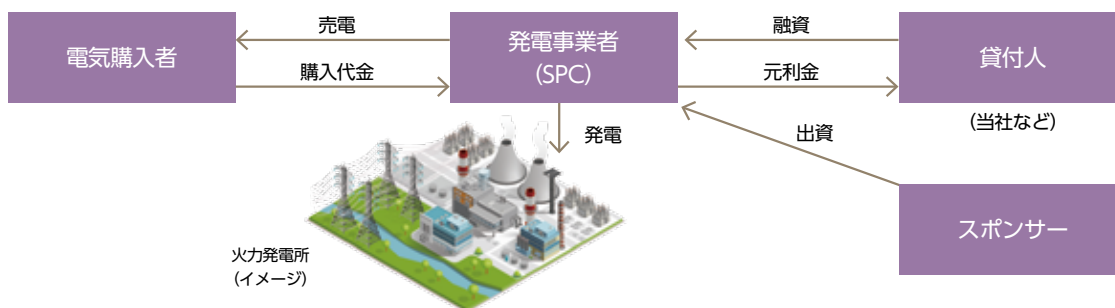 売電
電気購入者
購入代金
発電事業者
(SPC)
融資
元利金
貸付人
(当社など)
発電
出資
スポンサー
火力発電所
(イメージ)